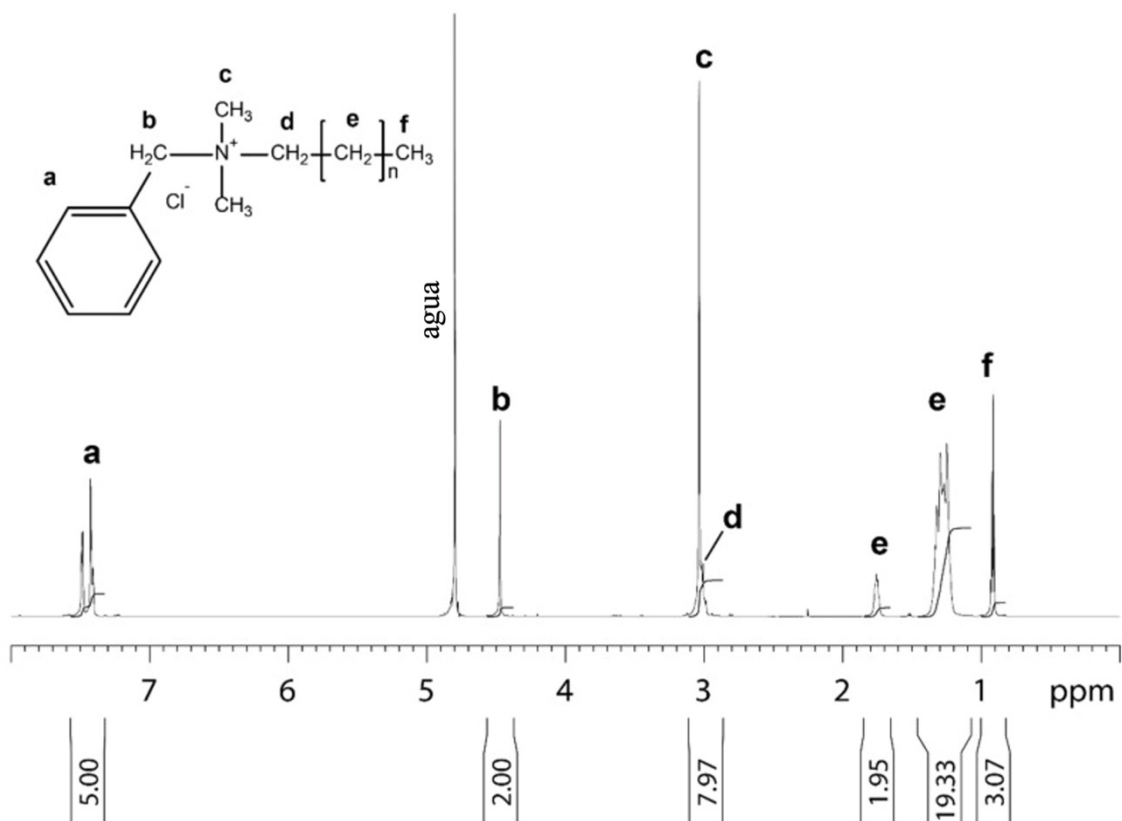 c
CH₃
b
d
e
f
H₂C
N⁺
CH₂
CH₂
n
CH₃
a
Cl⁻
CH₃
agua
a
b
c
d
e
e
f
7
6
5
4
3
2
1
ppm
5.00
2.00
7.97
1.95
19.33
3.07